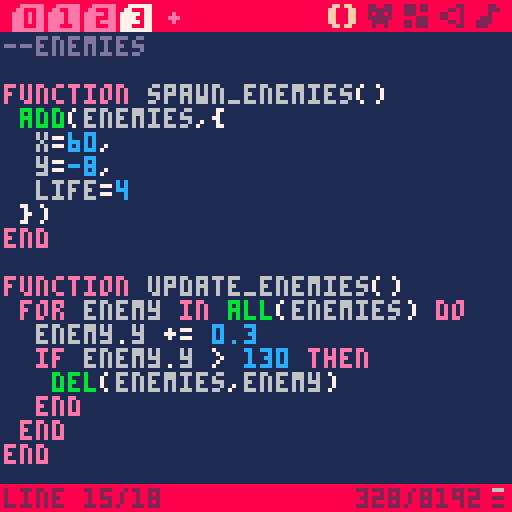 0 1 2 3 +
--ENEMIES
FUNCTION SPAWN_ENEMIES()
ADD(ENEMIES,{
X=60,
Y=-8,
LIFE=4
})
END
FUNCTION UPDATE_ENEMIES()
FOR ENEMY IN ALL(ENEMIES) DO
ENEMY.Y += 0.3
IF ENEMY.Y > 130 THEN
DEL(ENEMIES,ENEMY)
END
END
END
LINE 15/18 328/8192